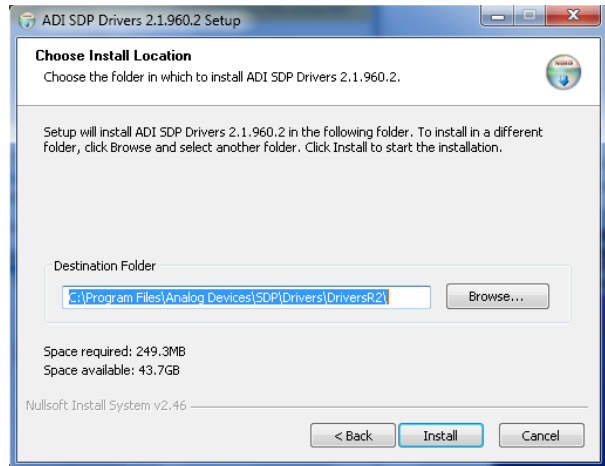 ADI SDP Drivers 2.1.960.2 Setup
Choose Install Location
Choose the folder in which to install ADI SDP Drivers 2.1.960.2.
Setup will install ADI SDP Drivers 2.1.960.2 in the following folder. To install in a different
folder, click Browse and select another folder. Click Install to start the installation.
Destination Folder
C:\Program Files\Analog Devices\SDP\Drivers\DriversR2\
Browse...
Space required: 249.3MB
Space available: 43.7GB
Nullsoft Install System v2.46
< Back
Install
Cancel